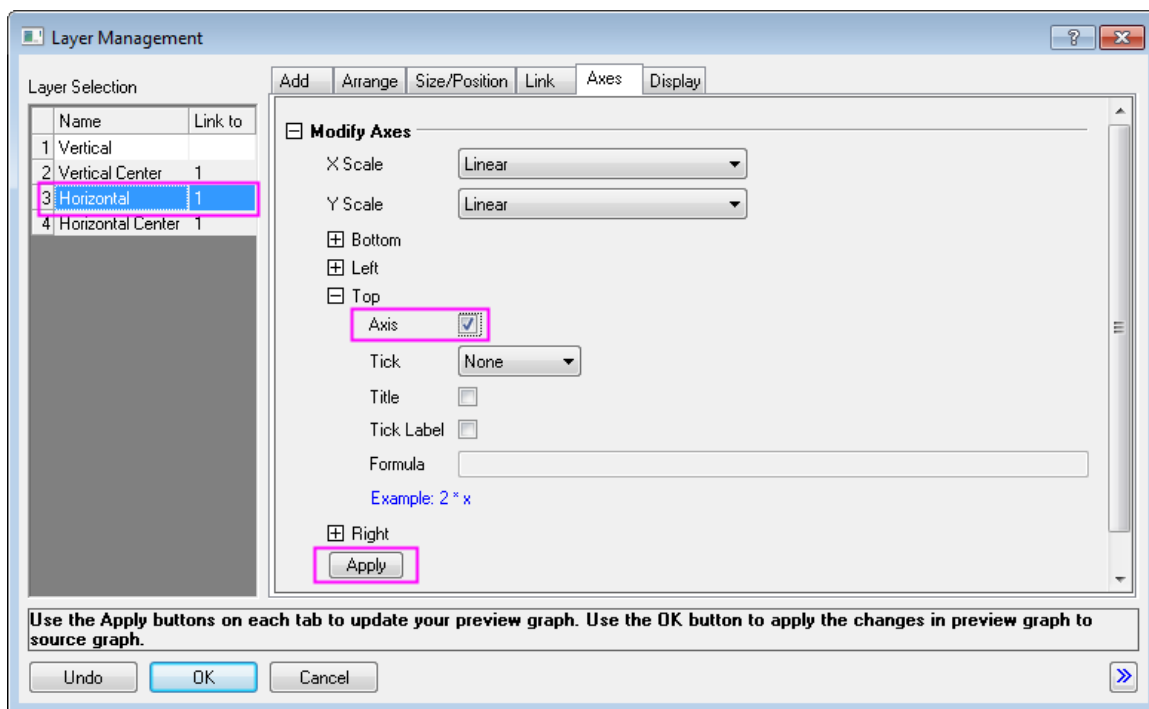 Layer Management
Layer Selection
Add Arrange Size/Position Link Axes Display
Name Link to
1 Vertical
2 Vertical Center 1
3 Horizontal 1
4 Horizontal Center 1
Modify Axes
X Scale Linear
Y Scale Linear
Bottom
Left
Top
Axis
Tick None
Title
Tick Label
Formula
Example: 2 * x
Right
Apply
Use the Apply buttons on each tab to update your preview graph. Use the OK button to apply the changes in preview graph to
source graph.
Undo OK Cancel